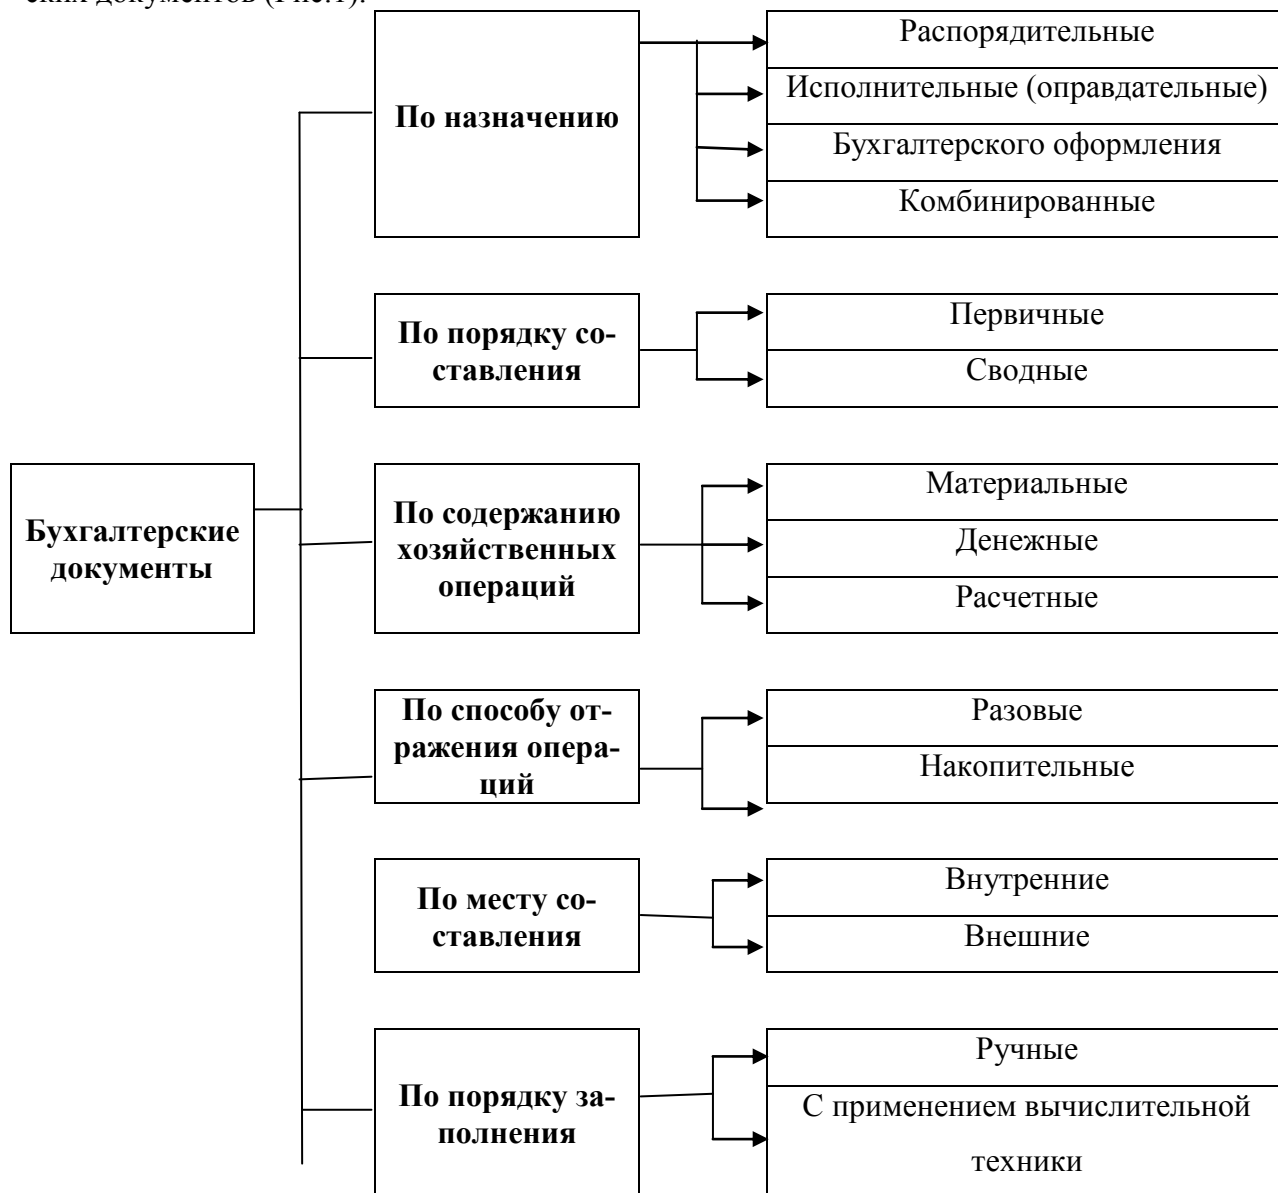 ских документов (Рис.1).
По назначению
Распорядительные
Исполнительные (оправдательные)
Бухгалтерского оформления
Комбинированные
По порядку со-
ставления
Первичные
Сводные
Бухгалтерские
документы
По содержанию
хозяйственных
операций
Материальные
Денежные
Расчетные
По способу от-
ражения опера-
ций
Разовые
Накопительные
По месту со-
ставления
Внутренние
Внешние
По порядку за-
полнения
Ручные
С применением вычислительной
техники